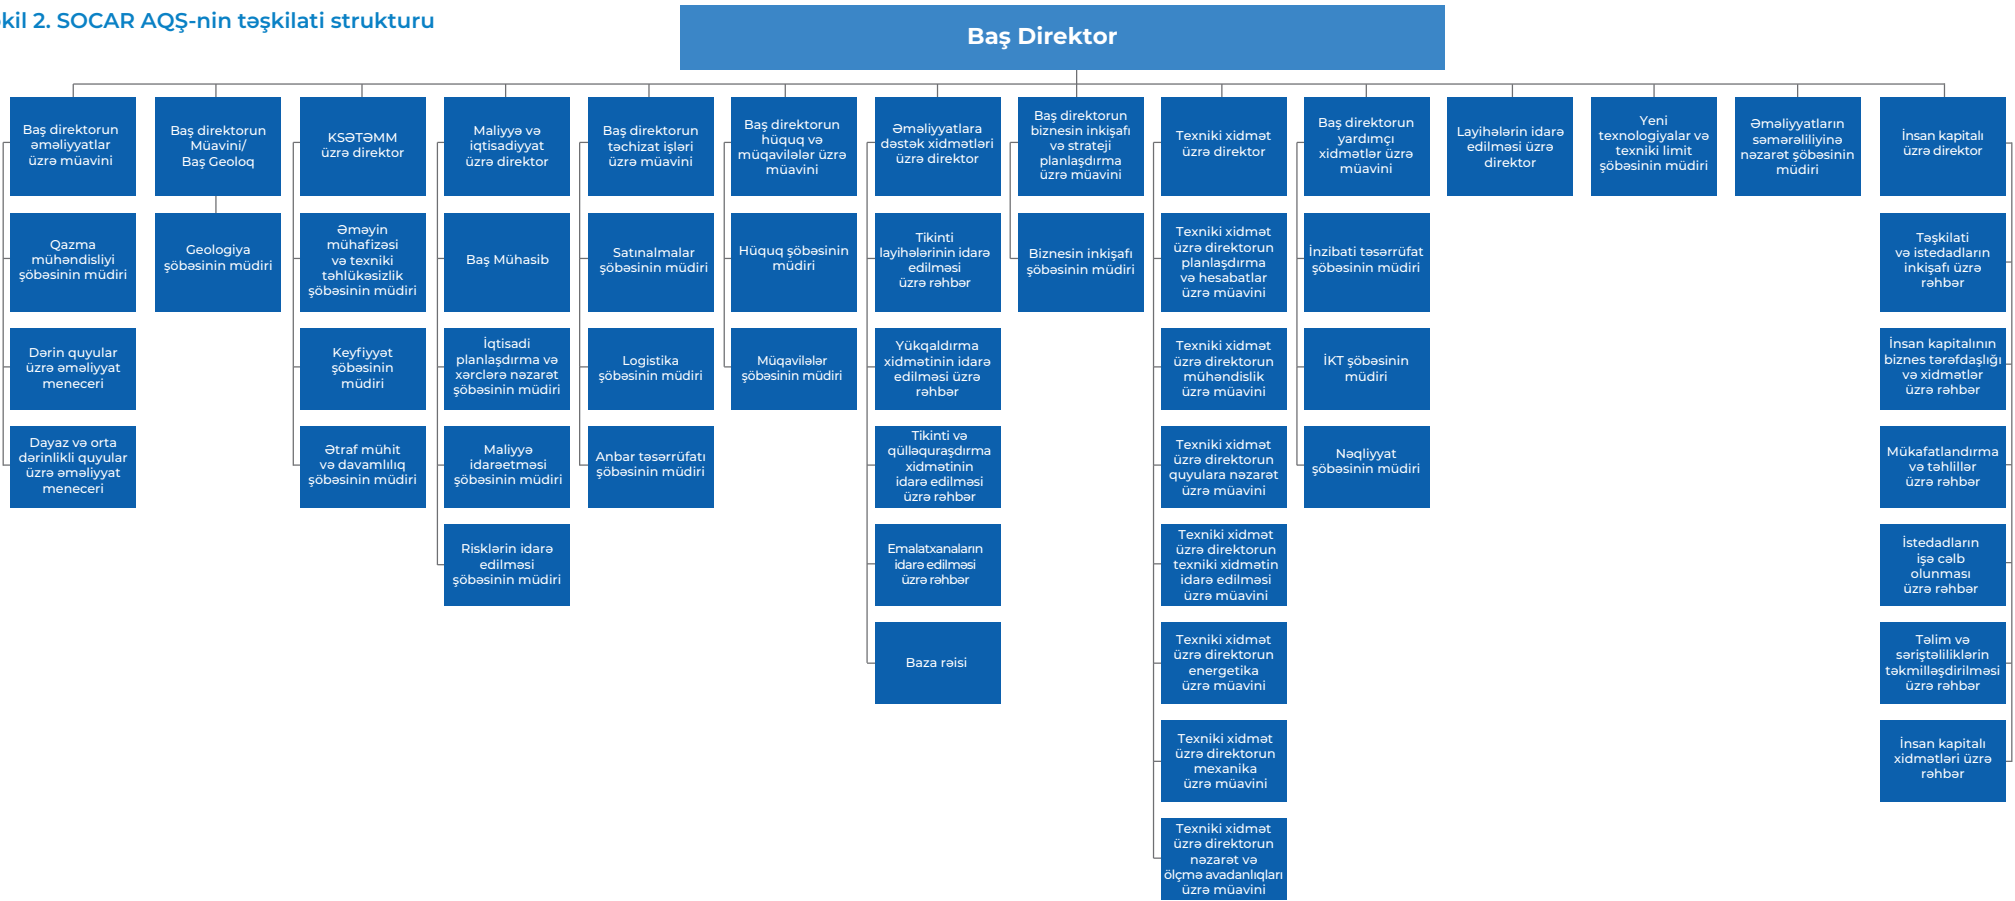 kil 2. SOCAR AQŞ-nin təşkilati strukturu
Baş Direktor
Baş direktorun
əməliyyatlar
üzrə müavini
Qazma
mühəndisliyi
şöbəsinin müdiri
Dərin quyular
üzrə əməliyyat
meneceri
Dayaz və orta
dərinlikli quyular
üzrə əməliyyat
meneceri
Baş direktorun
Müavini/
Baş Geoloq
Geologiya
şöbəsinin müdiri
KSƏTƏMM
üzrə direktor
Əməyin
mühafizəsi
və texniki
təhlükəsizlik
şöbəsinin müdiri
Keyfiyyət
şöbəsinin
müdiri
Ətraf mühit
və davamlılıq
şöbəsinin müdiri
Maliyyə və
iqtisadiyyat
üzrə direktor
Baş Mühasib
İqtisadi
planlaşdırma və
xərclərə nəzarət
şöbəsinin müdiri
Maliyyə
idarəetməsi
şöbəsinin müdiri
Risklərin idarə
edilməsi
şöbəsinin müdiri
Baş direktorun
təchizat işləri
üzrə müavini
Satınalmalar
şöbəsinin müdiri
Logistika
şöbəsinin müdiri
Anbar təsərrüfatı
şöbəsinin müdiri
Baş direktorun
hüquq və
müqavilələr üzrə
müavini
Hüquq şöbəsinin
müdiri
Müqavilələr
şöbəsinin müdiri
Əməliyyatlara
dəstək xidmətləri
üzrə direktor
Tikinti
layihələrinin idarə
edilməsi
üzrə rəhbər
Yükqaldırma
xidmətinin idarə
edilməsi üzrə
rəhbər
Tikinti və
qülləquraşdırma
xidmətinin
idarə edilməsi
üzrə rəhbər
Emalatxanaların
idarə edilməsi
üzrə rəhbər
Baza rəisi
Baş direktorun
biznesin inkişafı
və strateji
planlaşdırma
üzrə müavini
Biznesin inkişafı
şöbəsinin müdiri
Texniki xidmət
üzrə direktor
Texniki xidmət
üzrə direktorun
planlaşdırma
və hesabatlar
üzrə müavini
Texniki xidmət
üzrə direktorun
mühəndislik
üzrə müavini
Texniki xidmət
üzrə direktorun
quyulara nəzarət
üzrə müavini
Texniki xidmət
üzrə direktorun
texniki xidmətin
idarə edilməsi
üzrə müavini
Texniki xidmət
üzrə direktorun
energetika
üzrə müavini
Texniki xidmət
üzrə direktorun
mexanika
üzrə müavini
Texniki xidmət
üzrə direktorun
nəzarət və
ölçmə avadanlıqları
üzrə müavini
Baş direktorun
yardımçı
xidmətlər üzrə
müavini
İnzibati təsərrüfat
şöbəsinin müdiri
İKT şöbəsinin
müdiri
Nəqliyyat
şöbəsinin müdiri
Layihələrin idarə
edilməsi üzrə
direktor
Yeni
texnologiyalar və
texniki limit
şöbəsinin müdiri
Əməliyyatların
səmərəliliyinə
nəzarət şöbəsinin
müdiri
İnsan kapitalı
üzrə direktor
Təşkilati
və istedadların
inkişafı üzrə
rəhbər
İnsan kapitalının
biznes tərəfdaşlığı
və xidmətlər
üzrə rəhbər
Mükafatlandırma
və təhlillər
üzrə rəhbər
İstedadların
işə cəlb
olunması
üzrə rəhbər
Təlim və
səriştəliliklərin
təkmilləşdirilməsi
üzrə rəhbər
İnsan kapitalı
xidmətləri üzrə
rəhbər